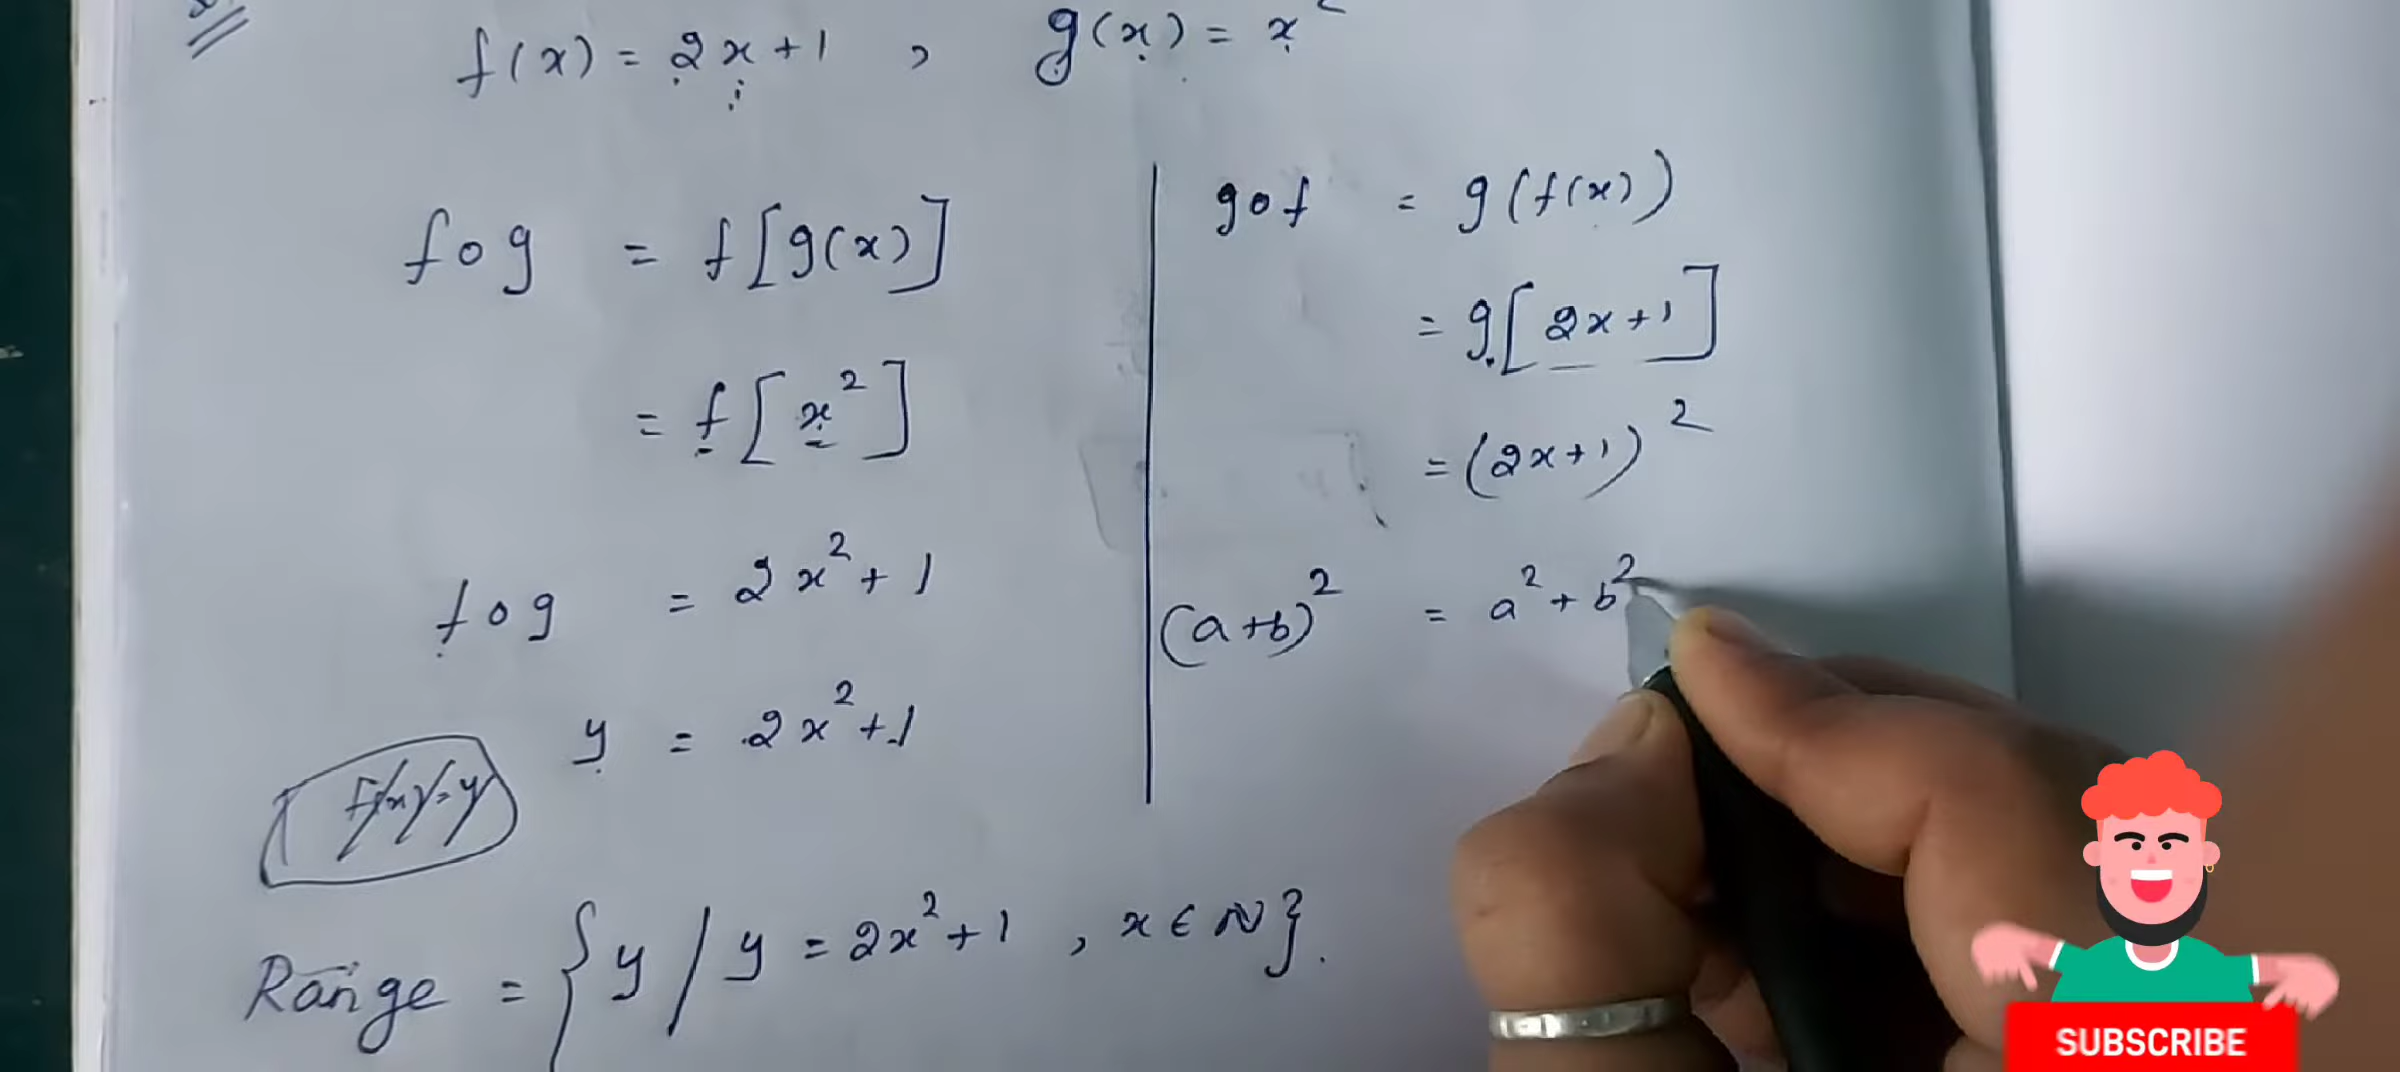 f(x) = 2x+1 , g(x) = x²
fog = f[g(x)]
= f[x²]
fog = 2x²+1
y = 2x²+1
F(x)=y
gof = g(f(x))
= g[2x+1]
= (2x+1)²
(a+b)² = a²+b²
Range = {y / y = 2x²+1 , x ∈ N}.
SUBSCRIBE